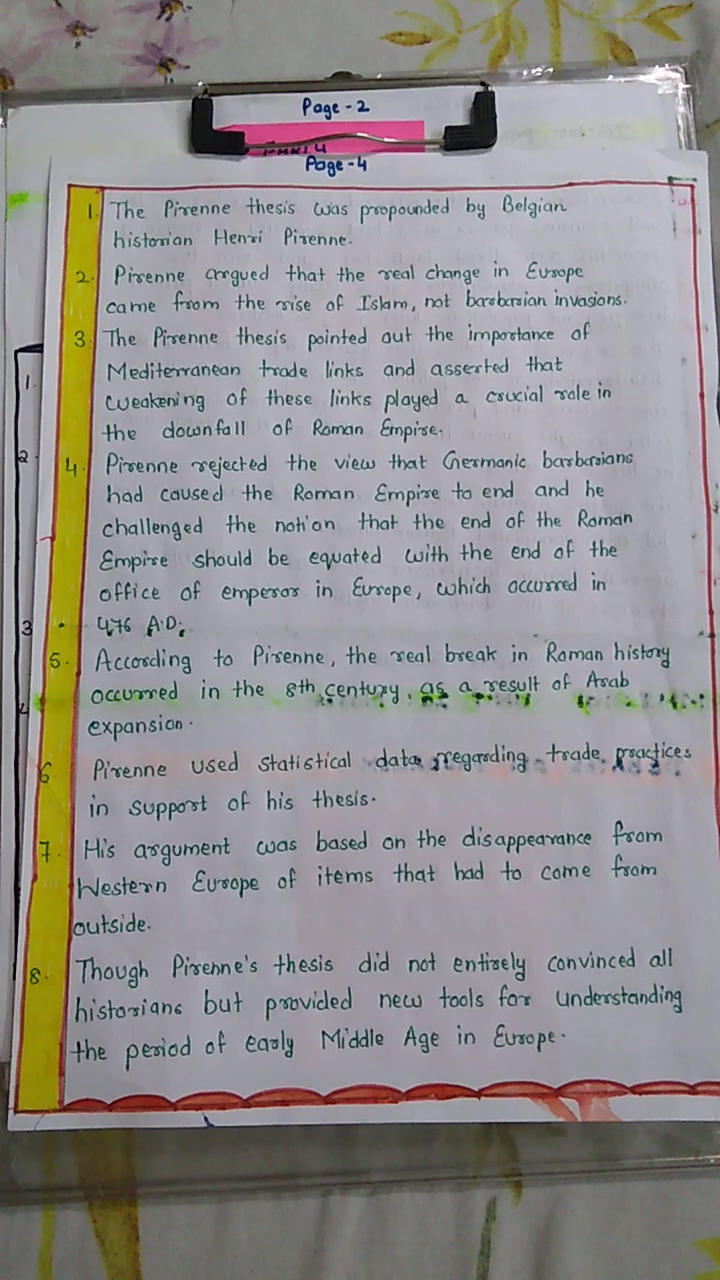 Page-2
Page-4
1. The Pirenne thesis was propounded by Belgian
historian Henri Pirenne.
2. Pirenne argued that the real change in Europe
came from the rise of Islam, not barbarian invasions.
3. The Pirenne thesis pointed out the importance of
Mediterranean trade links and asserted that
weakening of these links played a crucial role in
the downfall of Roman Empire.
4. Pirenne rejected the view that Germanic barbarians
had caused the Roman Empire to end and he
challenged the notion that the end of the Roman
Empire should be equated with the end of the
office of emperor in Europe, which occurred in
476 A.D.
5. According to Pirenne, the real break in Roman history
occurred in the 8th century, as a result of Arab
expansion.
6. Pirenne used statistical data regarding trade practices
in support of his thesis.
7. His argument was based on the disappearance from
Western Europe of items that had to come from
outside.
8. Though Pirenne's thesis did not entirely convinced all
historians but provided new tools for understanding
the period of early Middle Age in Europe.
1.
2.
3